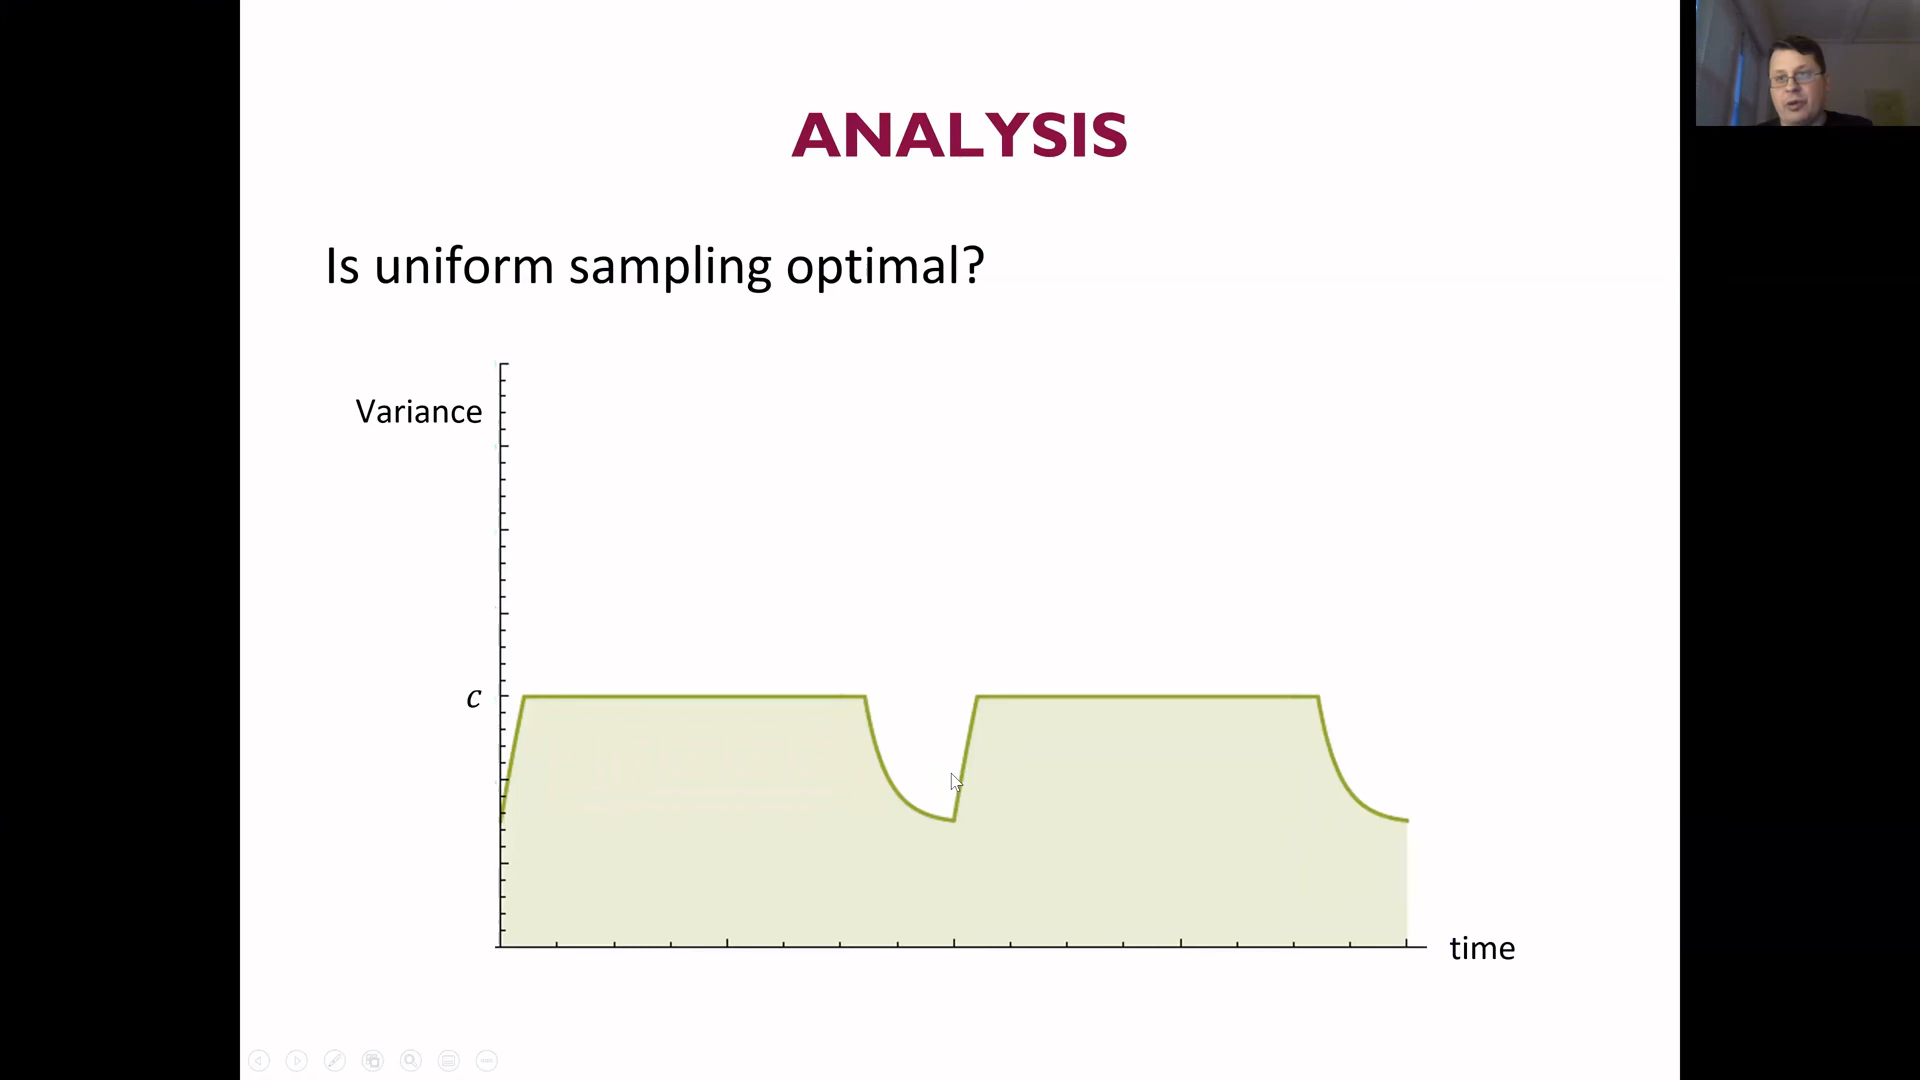 ANALYSIS
Is uniform sampling optimal?
Variance
c
time